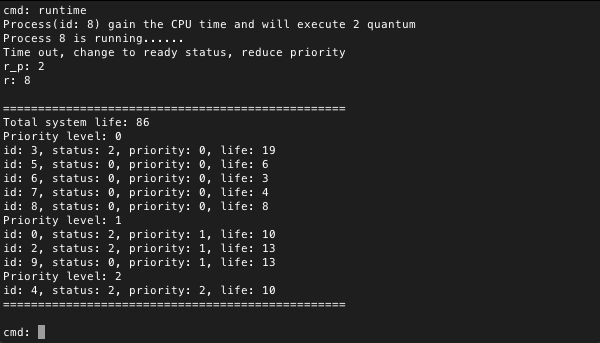 cmd: runtime
Process(id: 8) gain the CPU time and will execute 2 quantum
Process 8 is running......
Time out, change to ready status, reduce priority
r_p: 2
r: 8
=================================================
Total system life: 86
Priority level: 0
id: 3, status: 2, priority: 0, life: 19
id: 5, status: 0, priority: 0, life: 6
id: 6, status: 0, priority: 0, life: 3
id: 7, status: 0, priority: 0, life: 4
id: 8, status: 0, priority: 0, life: 8
Priority level: 1
id: 0, status: 2, priority: 1, life: 10
id: 2, status: 2, priority: 1, life: 13
id: 9, status: 0, priority: 1, life: 13
Priority level: 2
id: 4, status: 2, priority: 2, life: 10
=================================================
cmd: